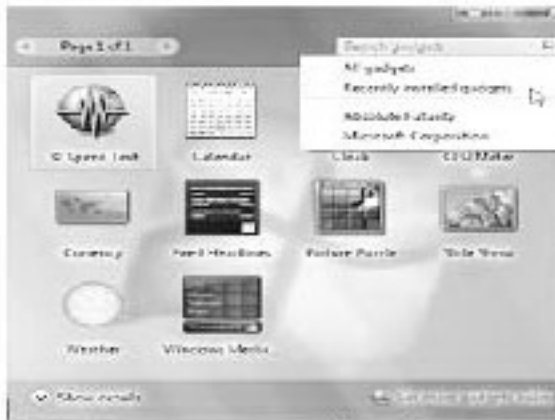 Page 1 of 1
Search gadgets
All gadgets
Recently installed gadgets
Microsoft Corporation
Calendar Clock CPU Meter
Currency Feed Headlines Picture Puzzle Slide Show
Weather Windows Media
Show details